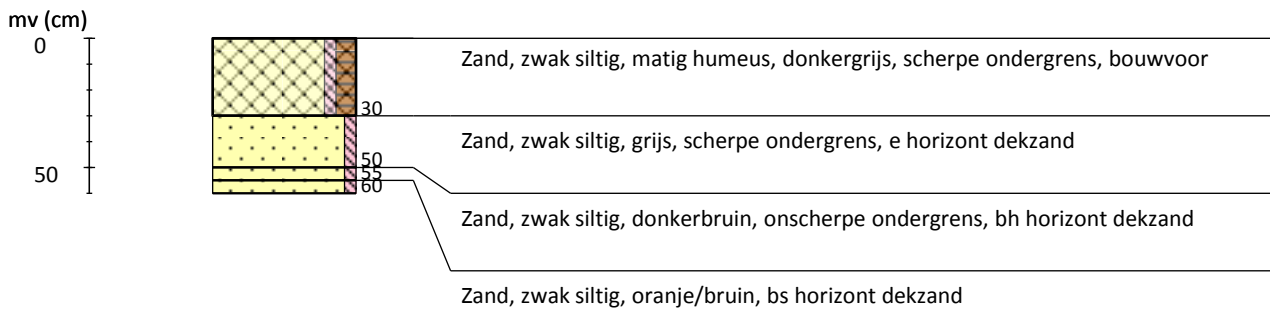 mv (cm)
0
Zand, zwak siltig, matig humeus, donkergrijs, scherpe ondergrens, bouwvoor
30
Zand, zwak siltig, grijs, scherpe ondergrens, e horizont dekzand
50
50
55
60
Zand, zwak siltig, donkerbruin, onscherpe ondergrens, bh horizont dekzand
Zand, zwak siltig, oranje/bruin, bs horizont dekzand